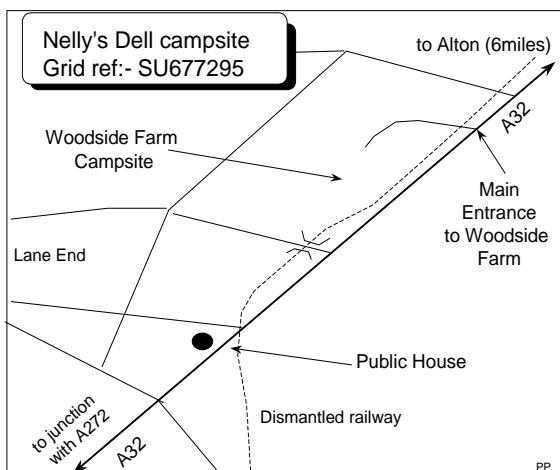 Nelly's Dell campsite
Grid ref:- SU677295
to Alton (6miles)
A32
Woodside Farm
Campsite
Main
Entrance
to Woodside
Farm
Lane End
Public House
Dismantled railway
to junction
with A272
A32
PP